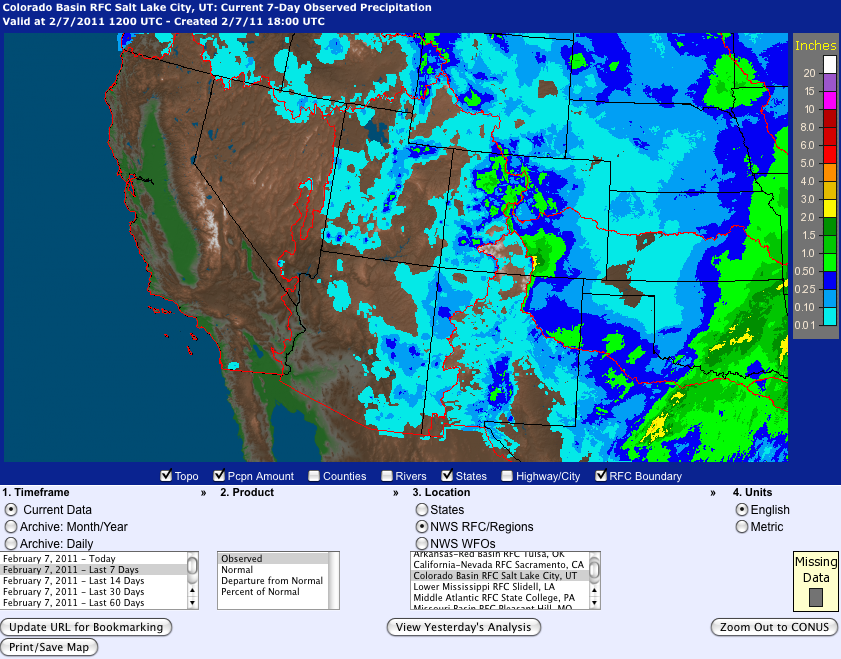 Colorado Basin RFC Salt Lake City, UT: Current 7-Day Observed Precipitation
Valid at 2/7/2011 1200 UTC - Created 2/7/11 18:00 UTC
Inches
20
15
10
8.0
6.0
5.0
4.0
3.0
2.0
1.5
1.0
0.50
0.25
0.10
0.01
Topo Pcpn Amount Counties Rivers States Highway/City RFC Boundary
1. Timeframe » 2. Product » 3. Location » 4. Units
Current Data
Archive: Month/Year
Archive: Daily
February 7, 2011 - Today
February 7, 2011 - Last 7 Days
February 7, 2011 - Last 14 Days
February 7, 2011 - Last 30 Days
February 7, 2011 - Last 60 Days
Observed
Normal
Departure from Normal
Percent of Normal
States
NWS RFC/Regions
NWS WFOs
Arkansas-Red Basin RFC Tulsa, OK
California-Nevada RFC Sacramento, CA
Colorado Basin RFC Salt Lake City, UT
Lower Mississippi RFC Slidell, LA
Middle Atlantic RFC State College, PA
Missouri Basin RFC Pleasant Hill, MO
English
Metric
Missing
Data
Update URL for Bookmarking
View Yesterday's Analysis
Zoom Out to CONUS
Print/Save Map